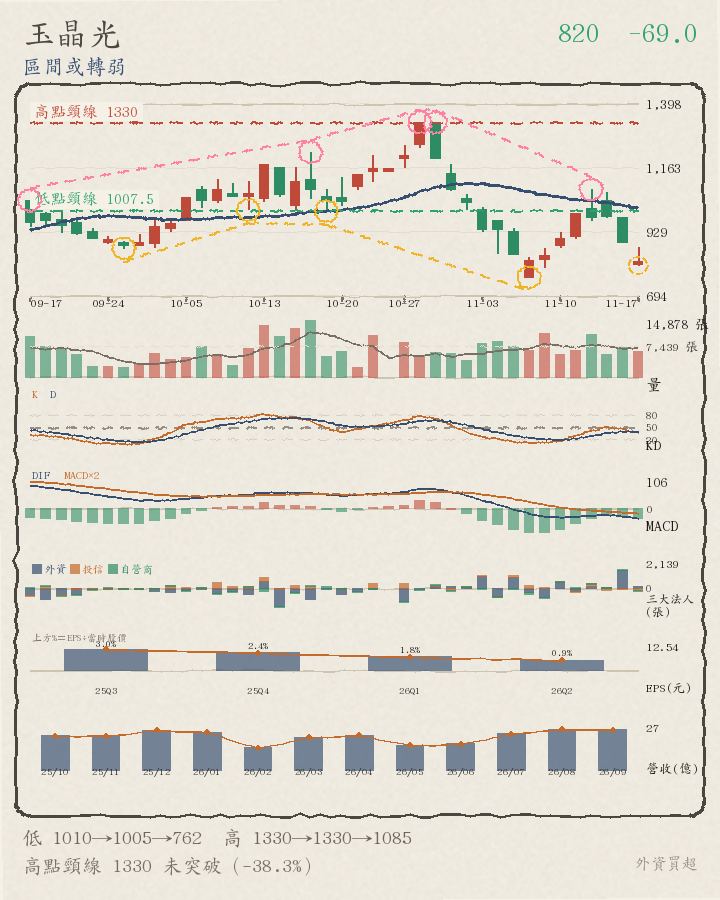 玉晶光
820 -69.0
區間或轉弱
高點頸線 1330
低點頸線 1007.5
1,398
1,163
929
694
09-17 09-24 10-05 10-13 10-20 10-27 11-03 11-10 11-17
14,878 張
7,439 張
量
K D
80
50
20
KD
DIF MACD×2
106
0
MACD
外資 投信 自營商
2,139
0
三大法人
(張)
上方%=EPS÷當時股價
3.0% 2.4% 1.8% 0.9%
12.54
25Q3 25Q4 26Q1 26Q2
EPS(元)
27
25/10 25/11 25/12 26/01 26/02 26/03 26/04 26/05 26/06 26/07 26/08 26/09
營收(億)
低 1010→1005→762 高 1330→1330→1085
高點頸線 1330 未突破 (-38.3%)
外資買超